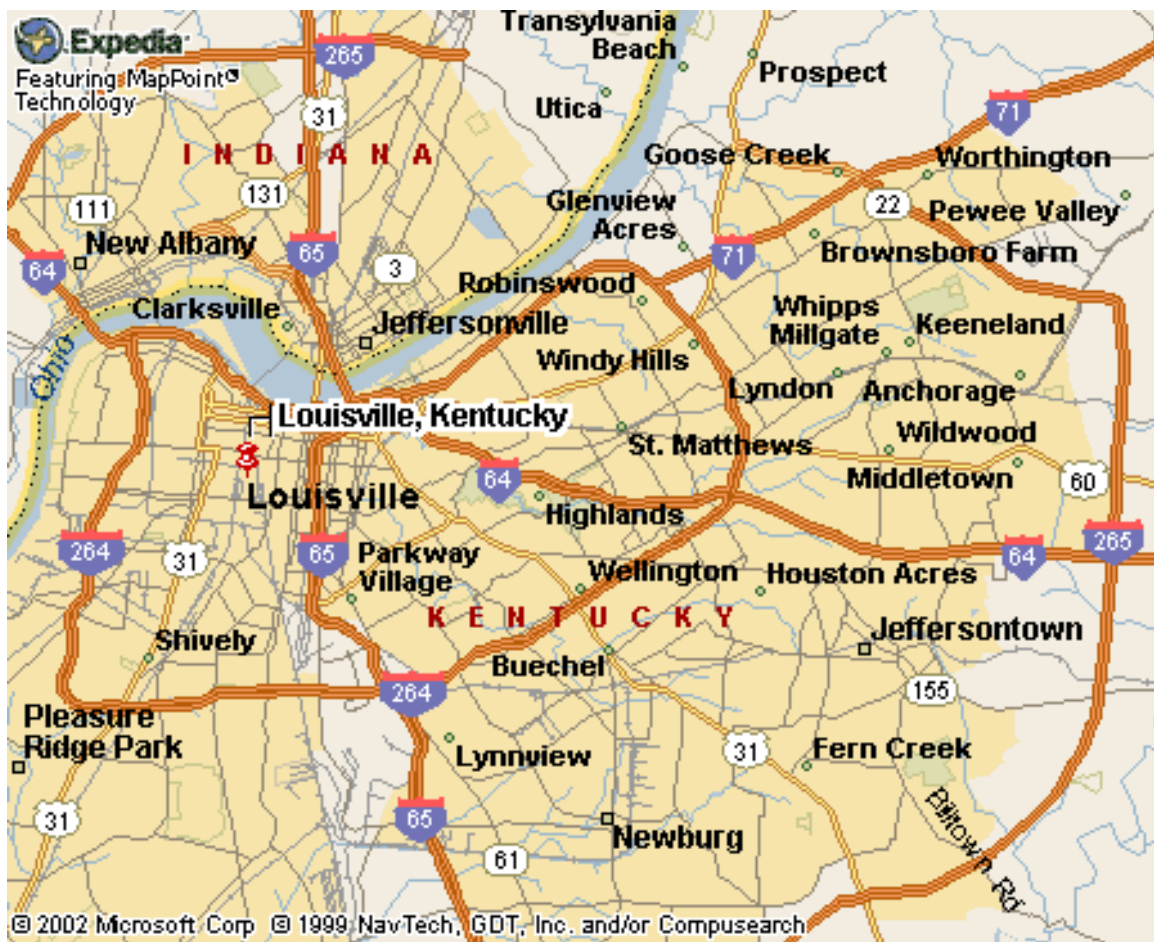 Expedia
Featuring MapPoint®
Technology
Transylvania
Beach
265
Prospect
31
Utica
71
INDIANA
Goose Creek
Worthington
131
111
Glenview
Acres
22
Pewee Valley
New Albany
65
71
Brownsboro Farm
64
3
Robinswood
Clarksville
Jeffersonville
Whipps
Millgate
Keeneland
Ohio
Windy Hills
Lyndon
Anchorage
Louisville, Kentucky
St. Matthews
Wildwood
64
Middletown
60
Louisville
Highlands
264
31
65
Parkway
Village
Wellington
Houston Acres
64
265
KENTUCKY
Shively
Jeffersontown
Buechel
264
155
Pleasure
Ridge Park
Lynnview
31
Fern Creek
31
65
Newburg
Billtown Rd
61
© 2002 Microsoft Corp © 1999 NavTech, GDT, Inc. and/or Compusearch